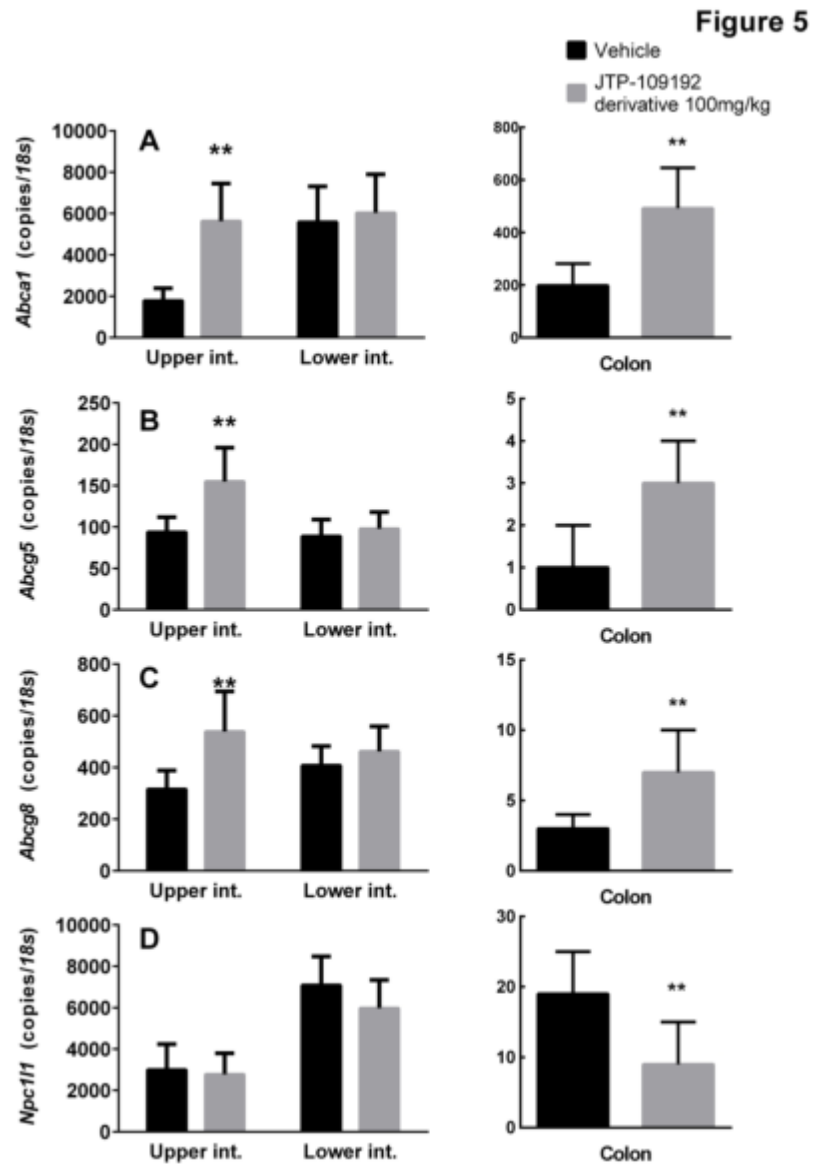 Figure 5
Vehicle
JTP-109192
derivative 100mg/kg
A
Abca1 (copies/18s)
10000
8000
6000
4000
2000
0
**
Upper int. Lower int.
800
600
400
200
0
**
Colon
B
Abcg5 (copies/18s)
250
200
150
100
50
0
**
Upper int. Lower int.
5
4
3
2
1
0
**
Colon
C
Abcg8 (copies/18s)
800
600
400
200
0
**
Upper int. Lower int.
15
10
5
0
**
Colon
D
Npc1l1 (copies/18s)
10000
8000
6000
4000
2000
0
Upper int. Lower int.
30
20
10
0
**
Colon